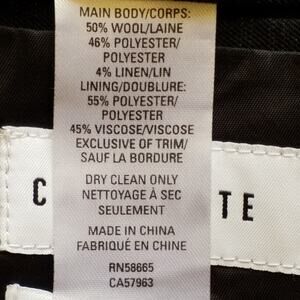 MAIN BODY/CORPS:
50% WOOL/LAINE
46% POLYESTER/
POLYESTER
4% LINEN/LIN
LINING/DOUBLURE:
55% POLYESTER/
POLYESTER
45% VISCOSE/VISCOSE
EXCLUSIVE OF TRIM/
SAUF LA BORDURE
DRY CLEAN ONLY
NETTOYAGE À SEC
SEULEMENT
MADE IN CHINA
FABRIQUÉ EN CHINE
RN58665
CA57963